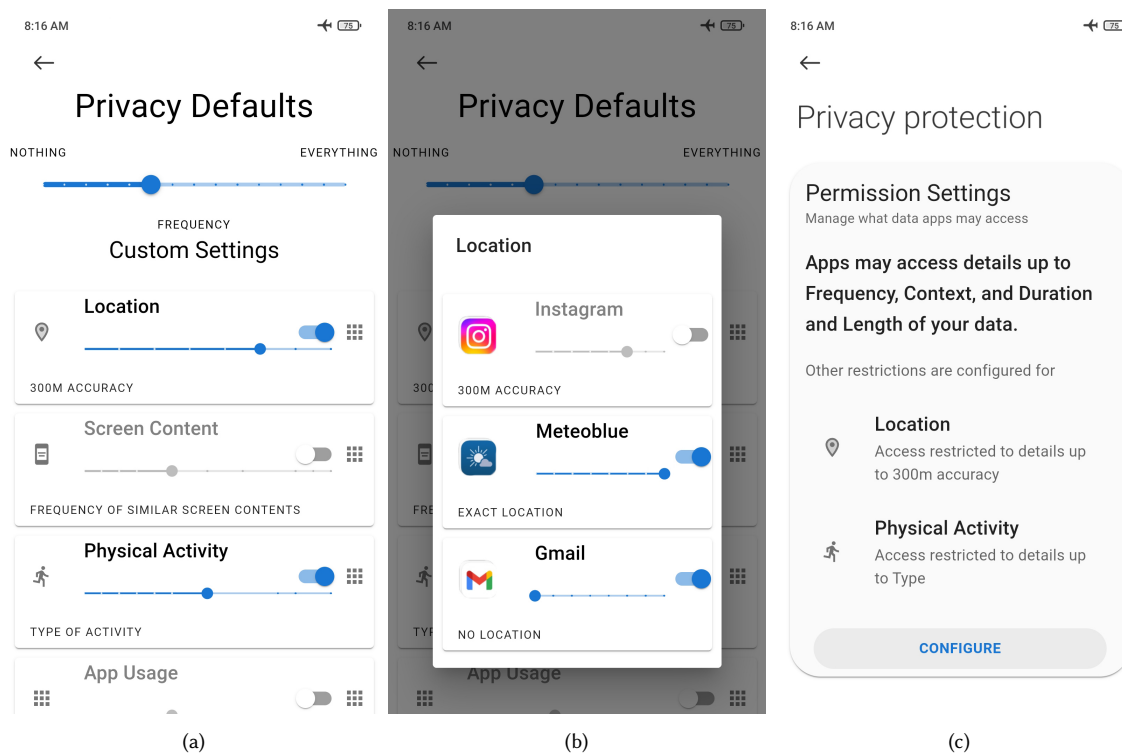 8:16 AM
75
Privacy Defaults
NOTHING
EVERYTHING
FREQUENCY
Custom Settings
Location
300M ACCURACY
Screen Content
FREQUENCY OF SIMILAR SCREEN CONTENTS
Physical Activity
TYPE OF ACTIVITY
App Usage
(a)
8:16 AM
75
Privacy Defaults
NOTHING
EVERYTHING
Location
300
Instagram
300M ACCURACY
FRE
Meteoblue
EXACT LOCATION
TYP
Gmail
NO LOCATION
App Usage
(b)
8:16 AM
75
Privacy protection
Permission Settings
Manage what data apps may access
Apps may access details up to
Frequency, Context, and Duration
and Length of your data.
Other restrictions are configured for
Location
Access restricted to details up
to 300m accuracy
Physical Activity
Access restricted to details up
to Type
CONFIGURE
(c)